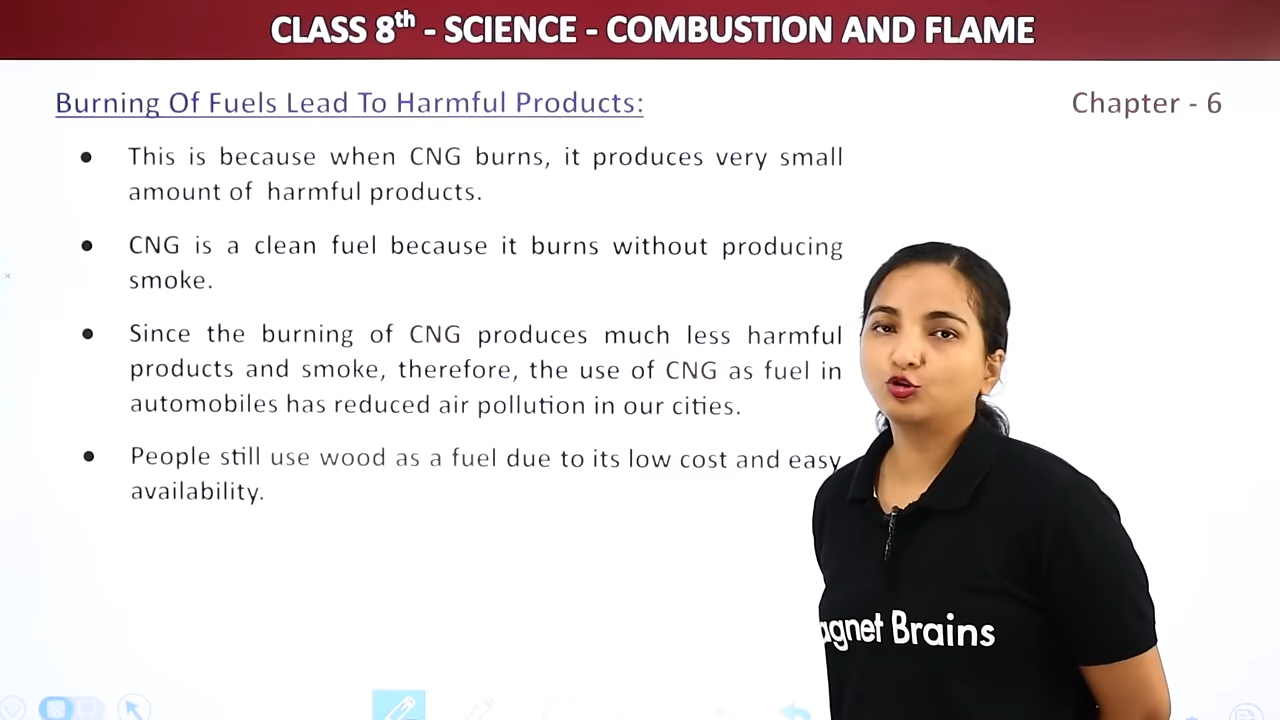 CLASS 8th - SCIENCE - COMBUSTION AND FLAME
Burning Of Fuels Lead To Harmful Products:
Chapter - 6
• This is because when CNG burns, it produces very small
amount of harmful products.
• CNG is a clean fuel because it burns without producing
smoke.
• Since the burning of CNG produces much less harmful
products and smoke, therefore, the use of CNG as fuel in
automobiles has reduced air pollution in our cities.
• People still use wood as a fuel due to its low cost and easy
availability.
agnet Brains